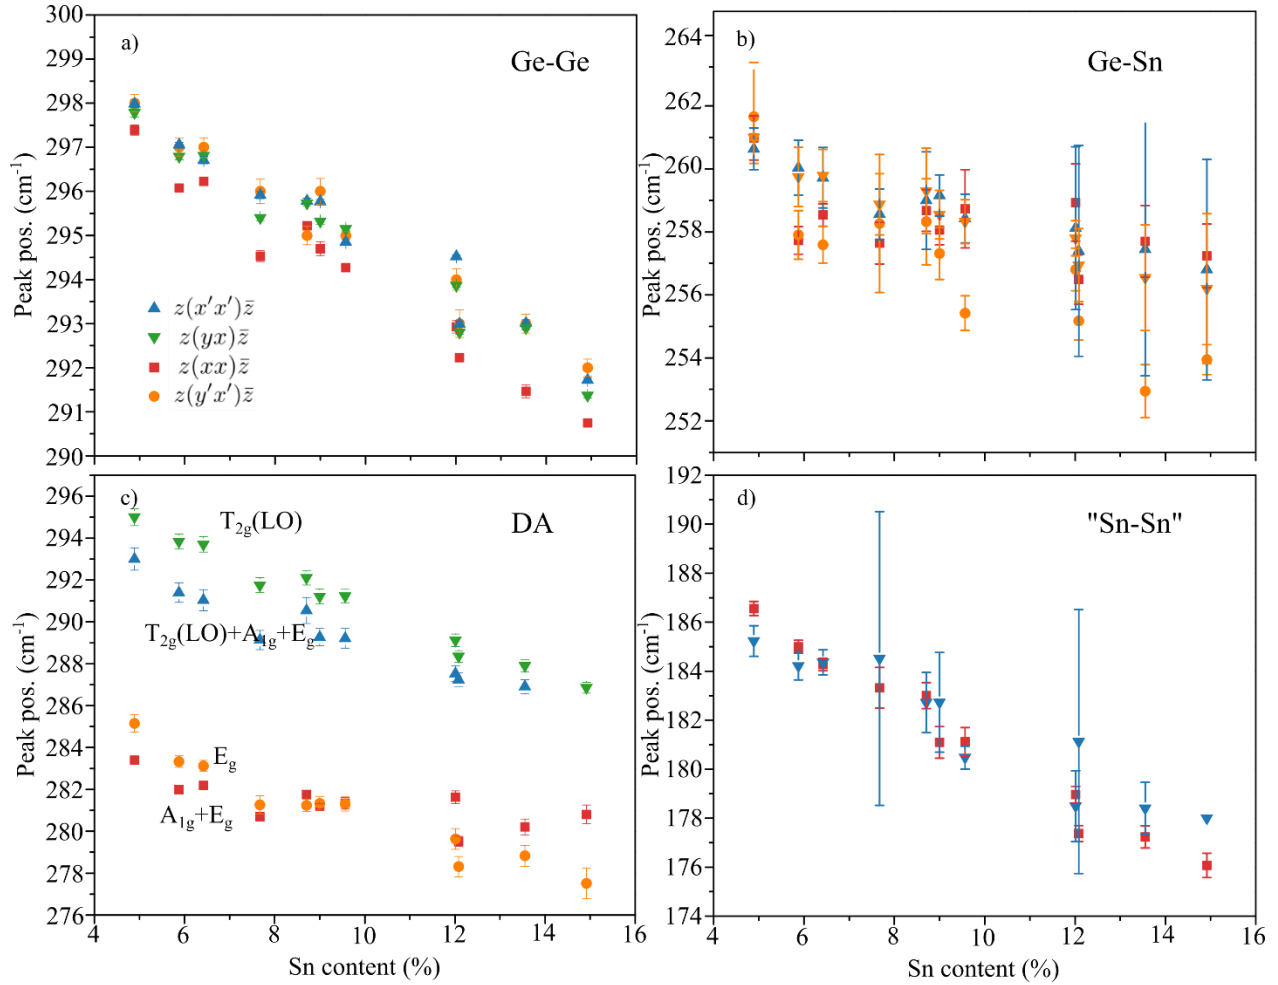 a)
Ge-Ge
300
299
298
297
296
295
294
293
292
291
290
Peak pos. (cm⁻¹)
z(x′x′)z̄
z(yx)z̄
z(xx)z̄
z(y′x′)z̄
b)
Ge-Sn
264
262
260
258
256
254
252
Peak pos. (cm⁻¹)
c)
DA
T₂g(LO)
T₂g(LO)+A₁g+Eg
Eg
A₁g+Eg
296
294
292
290
288
286
284
282
280
278
276
Peak pos. (cm⁻¹)
4 6 8 10 12 14 16
Sn content (%)
d)
"Sn-Sn"
192
190
188
186
184
182
180
178
176
174
Peak pos. (cm⁻¹)
4 6 8 10 12 14 16
Sn content (%)